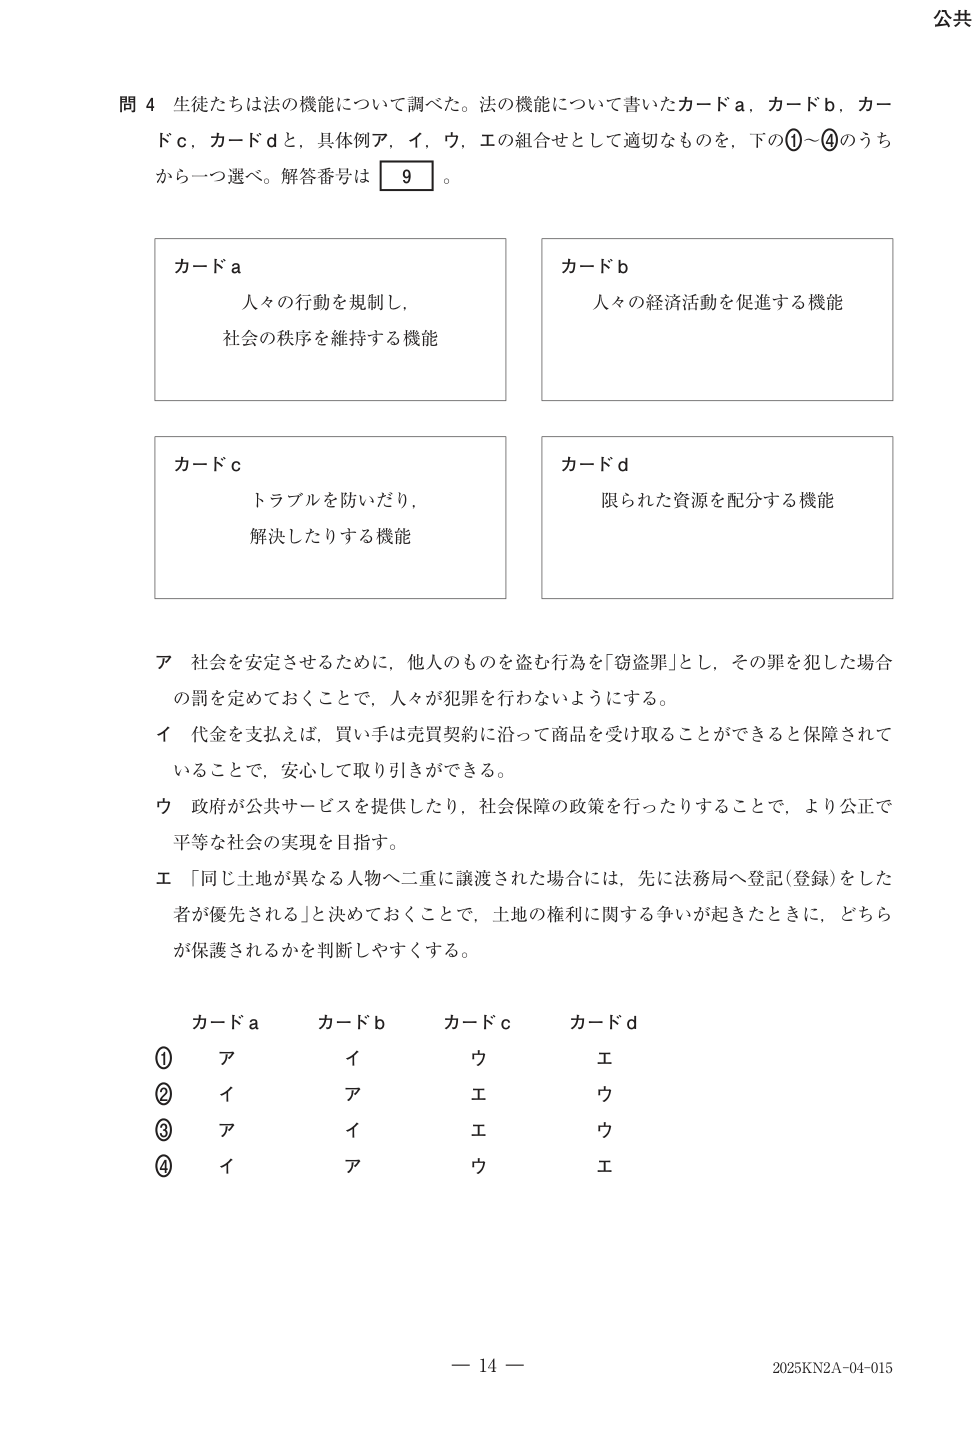 公共
問 4 生徒たちは法の機能について調べた。法の機能について書いたカード a，カード b，カー
ド c，カード d と，具体例ア，イ，ウ，エの組合せとして適切なものを，下の①～④のうち
から一つ選べ。解答番号は 9 。
カード a
人々の行動を規制し，
社会の秩序を維持する機能
カード b
人々の経済活動を促進する機能
カード c
トラブルを防いだり，
解決したりする機能
カード d
限られた資源を配分する機能
ア 社会を安定させるために，他人のものを盗む行為を「窃盗罪」とし，その罪を犯した場合
の罰を定めておくことで，人々が犯罪を行わないようにする。
イ 代金を支払えば，買い手は売買契約に沿って商品を受け取ることができると保障されて
いることで，安心して取り引きができる。
ウ 政府が公共サービスを提供したり，社会保障の政策を行ったりすることで，より公正で
平等な社会の実現を目指す。
エ 「同じ土地が異なる人物へ二重に譲渡された場合には，先に法務局へ登記（登録）をした
者が優先される」と決めておくことで，土地の権利に関する争いが起きたときに，どちら
が保護されるかを判断しやすくする。
カード a カード b カード c カード d
① ア イ ウ エ
② イ ア エ ウ
③ ア イ エ ウ
④ イ ア ウ エ
— 14 —
2025KN2A-04-015